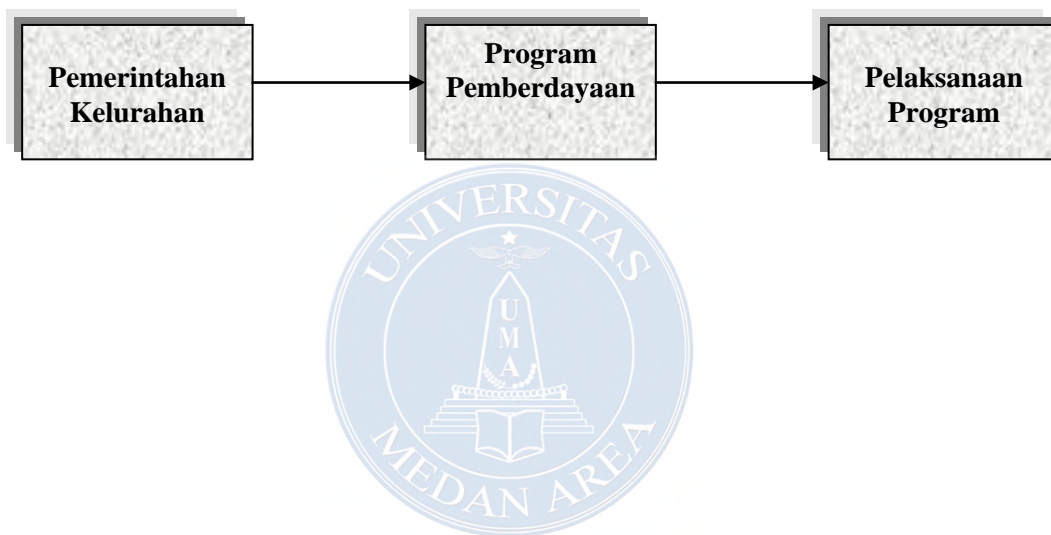 Pemerintahan
Kelurahan
Program
Pemberdayaan
Pelaksanaan
Program
UNIVERSITAS
U
M
A
MEDAN AREA